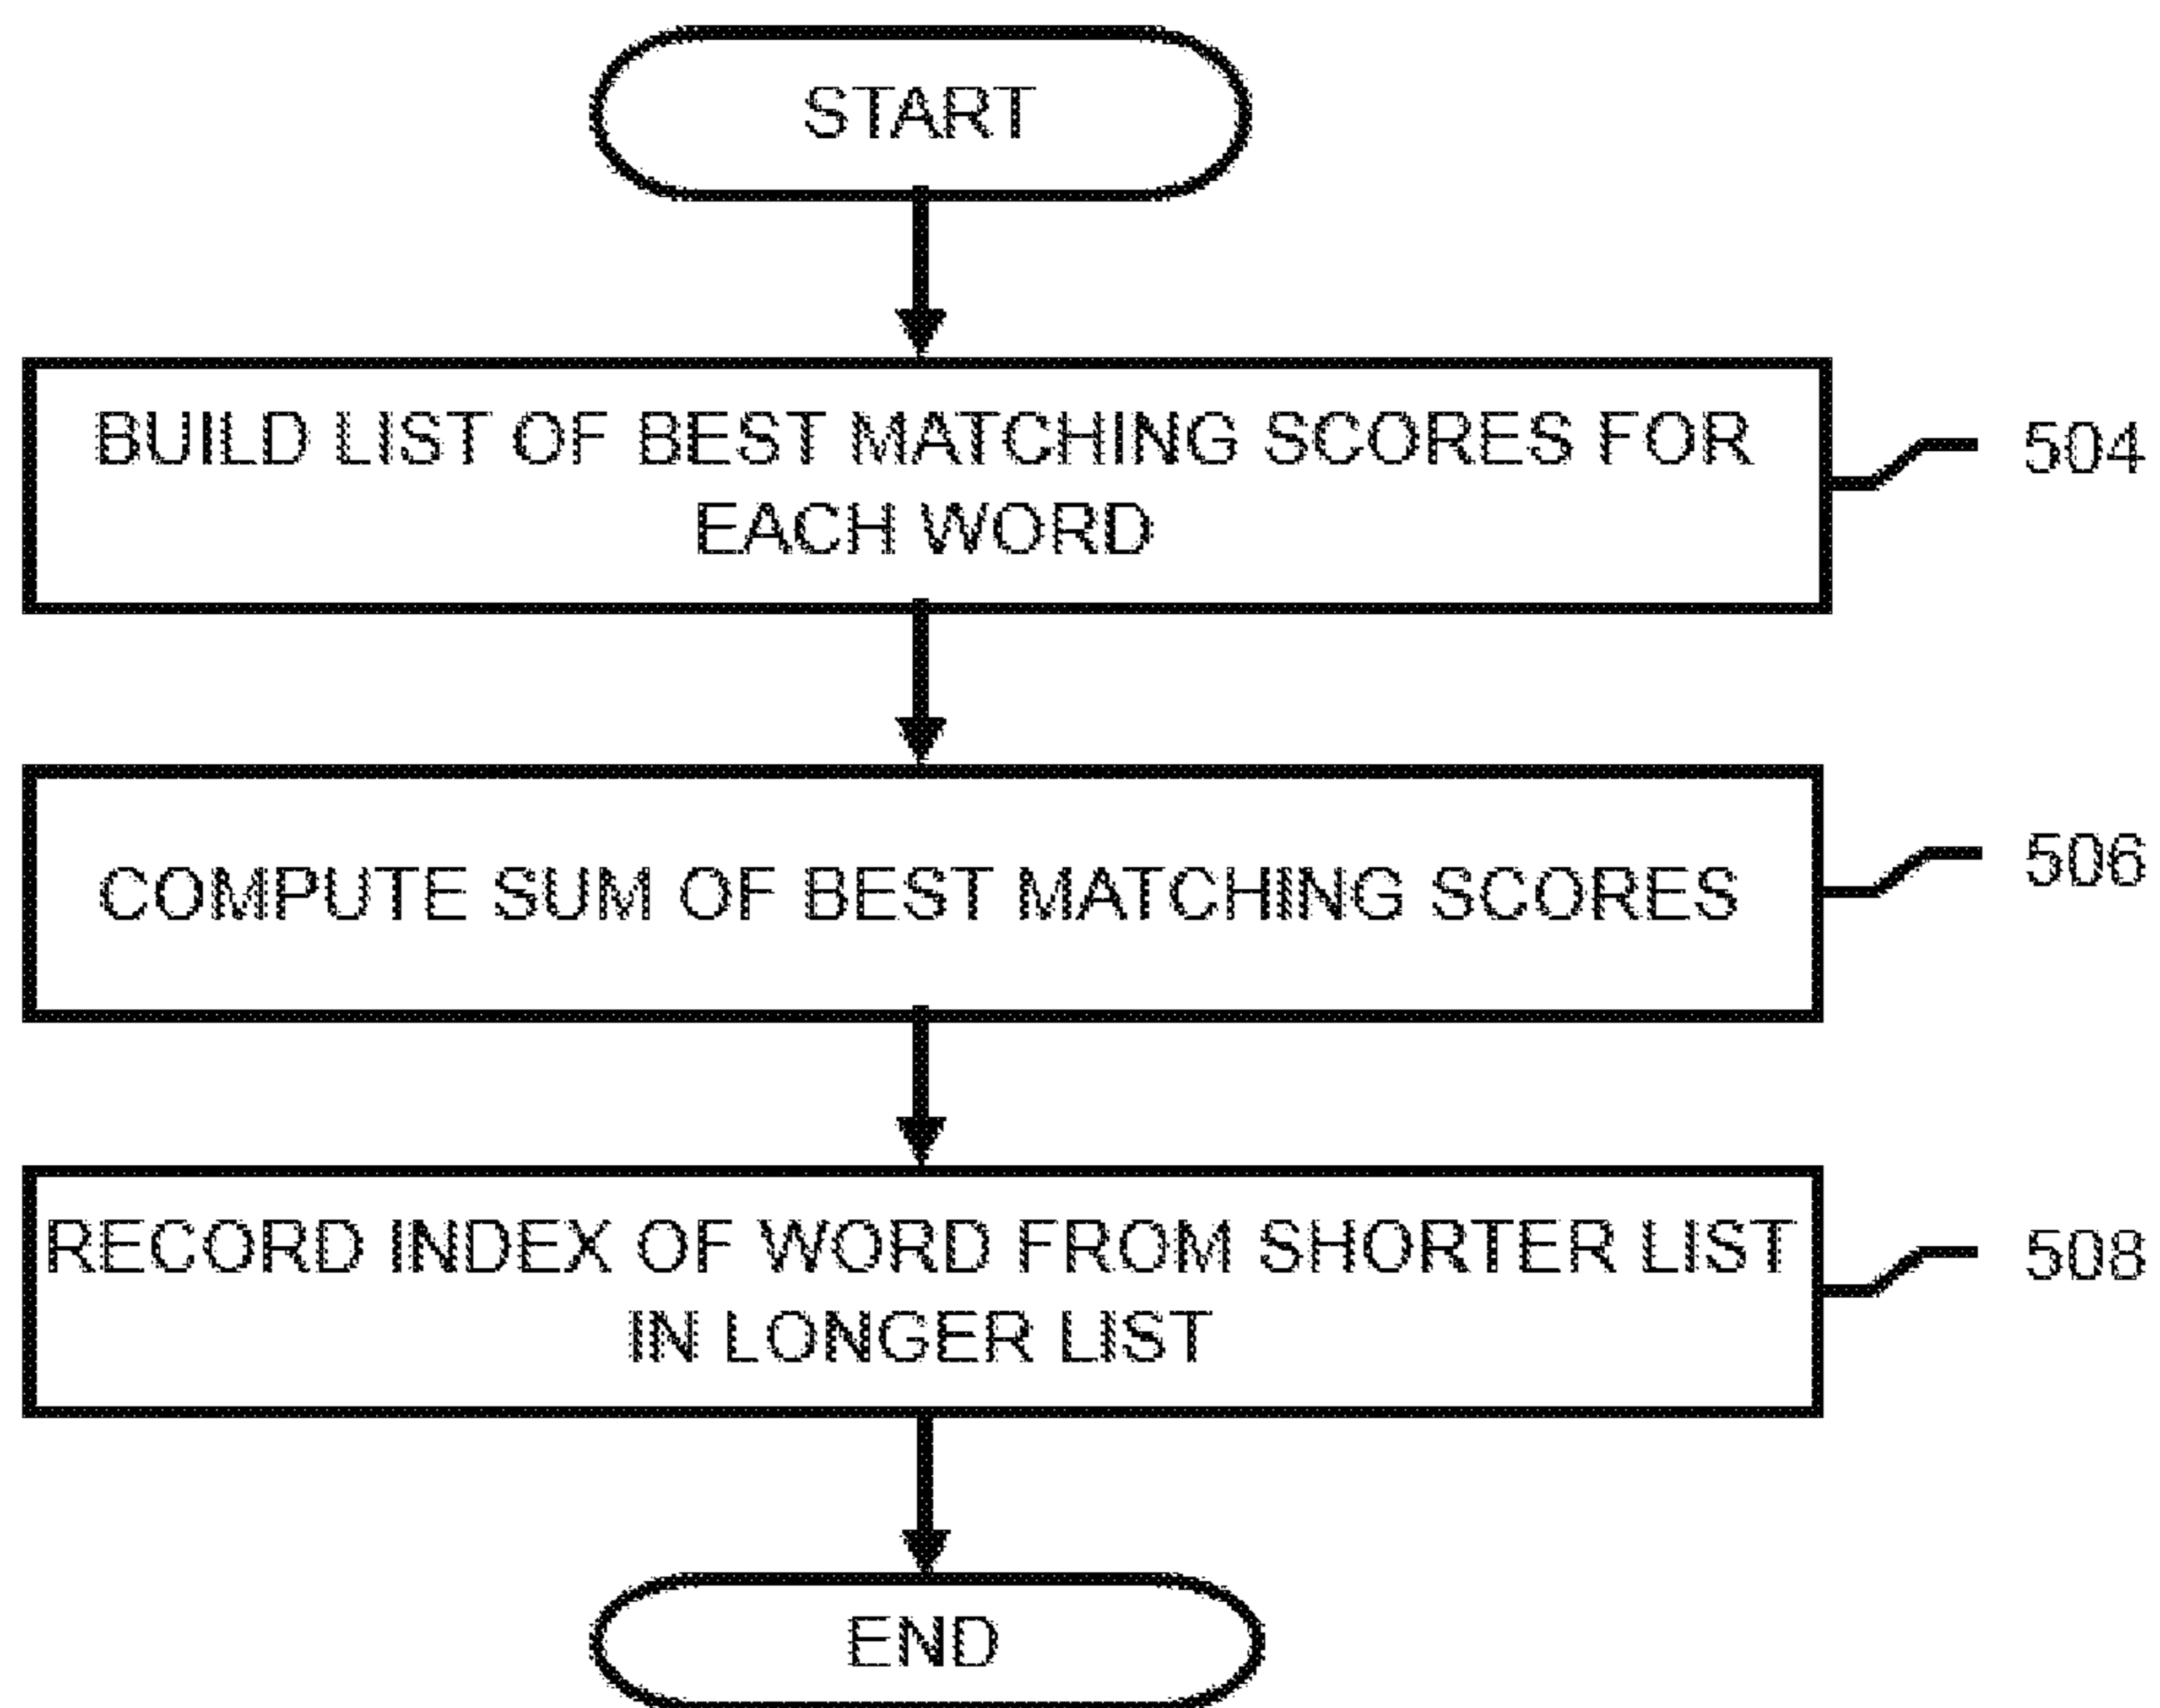 START
BUILD LIST OF BEST MATCHING SCORES FOR
EACH WORD
504
COMPUTE SUM OF BEST MATCHING SCORES
506
RECORD INDEX OF WORD FROM SHORTER LIST
IN LONGER LIST
508
END